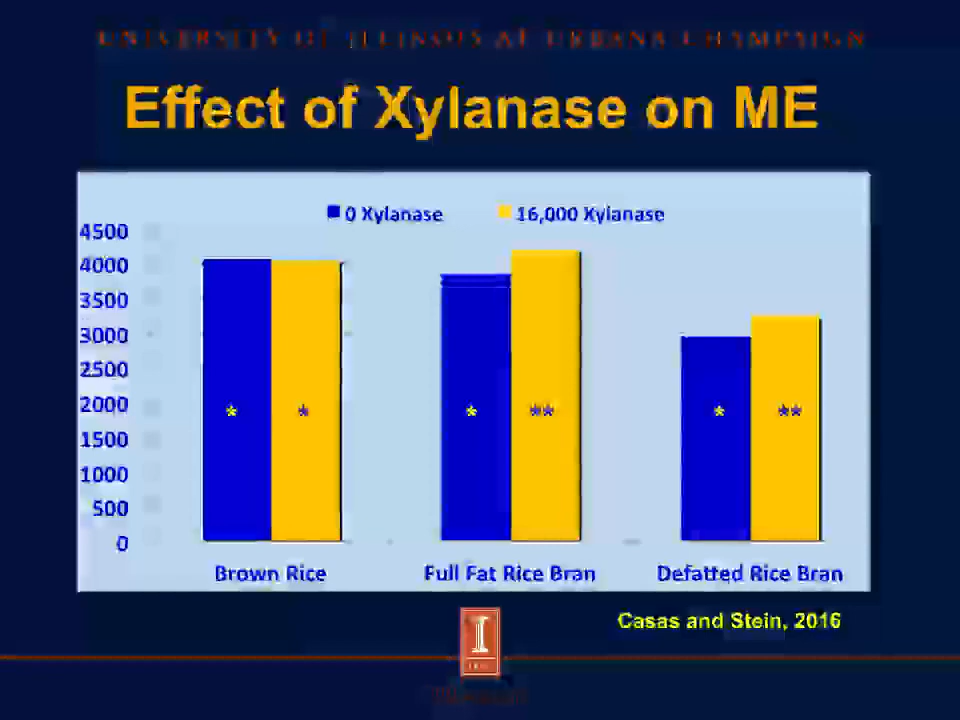 UNIVERSITY OF ILLINOIS AT URBANA-CHAMPAIGN
Effect of Xylanase on ME
0 Xylanase 16,000 Xylanase
4500
4000
3500
3000
2500
2000
1500
1000
500
0
* * * ** * **
Brown Rice Full Fat Rice Bran Defatted Rice Bran
Casas and Stein, 2016
I